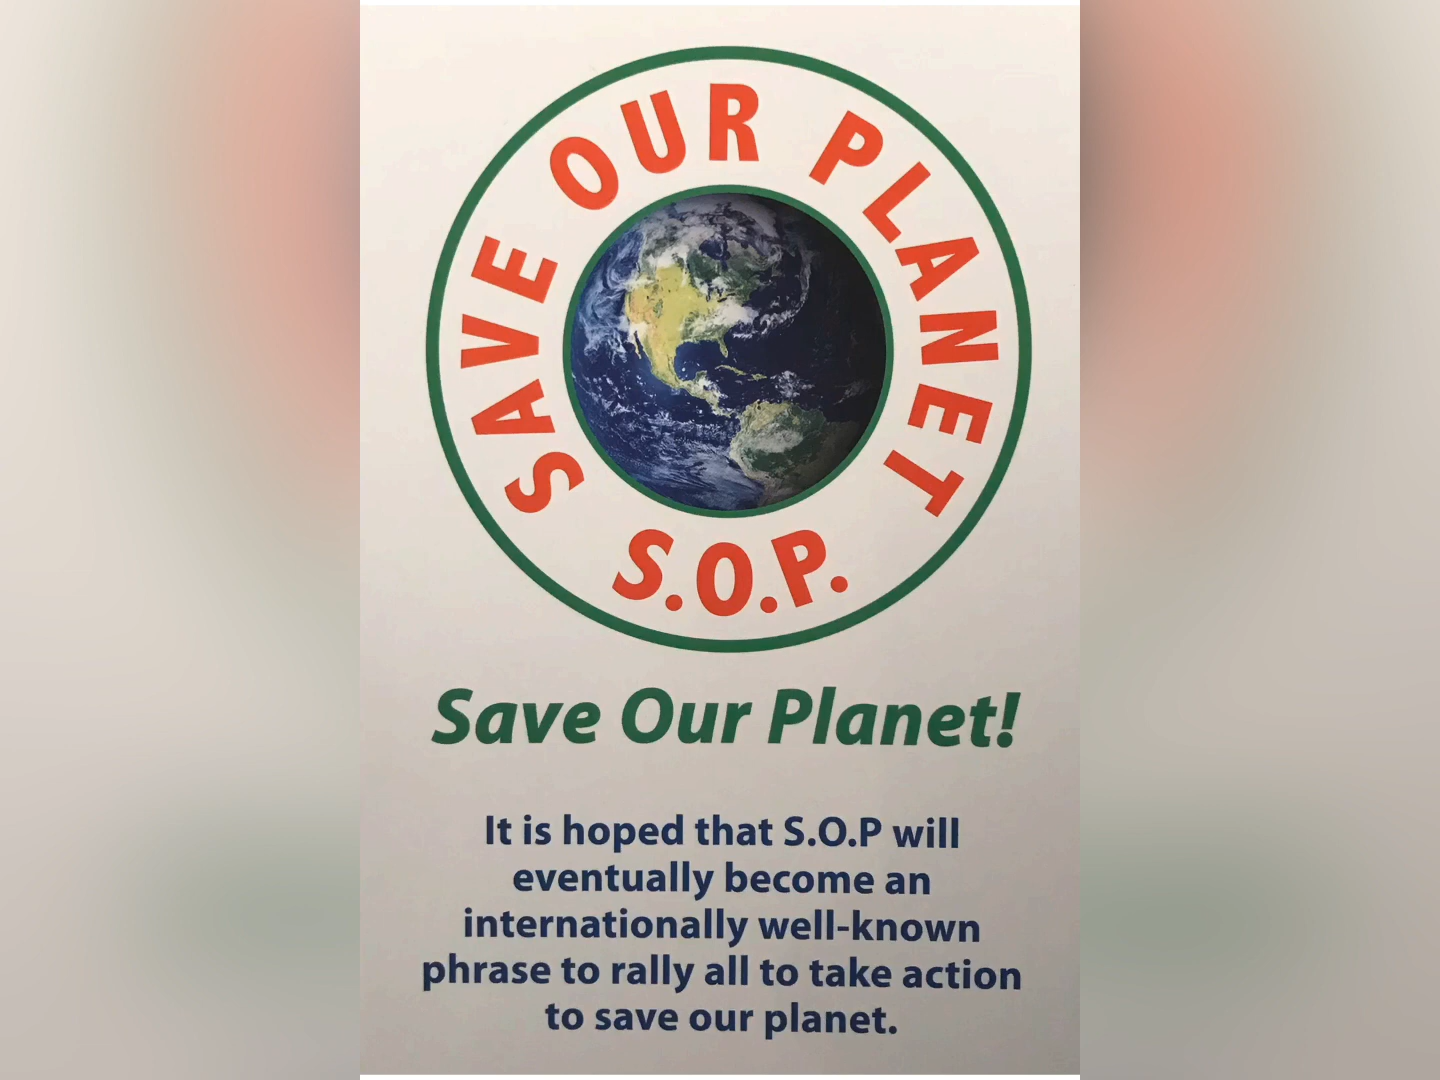 SAVE OUR PLANET
S.O.P.
Save Our Planet!
It is hoped that S.O.P will
eventually become an
internationally well-known
phrase to rally all to take action
to save our planet.